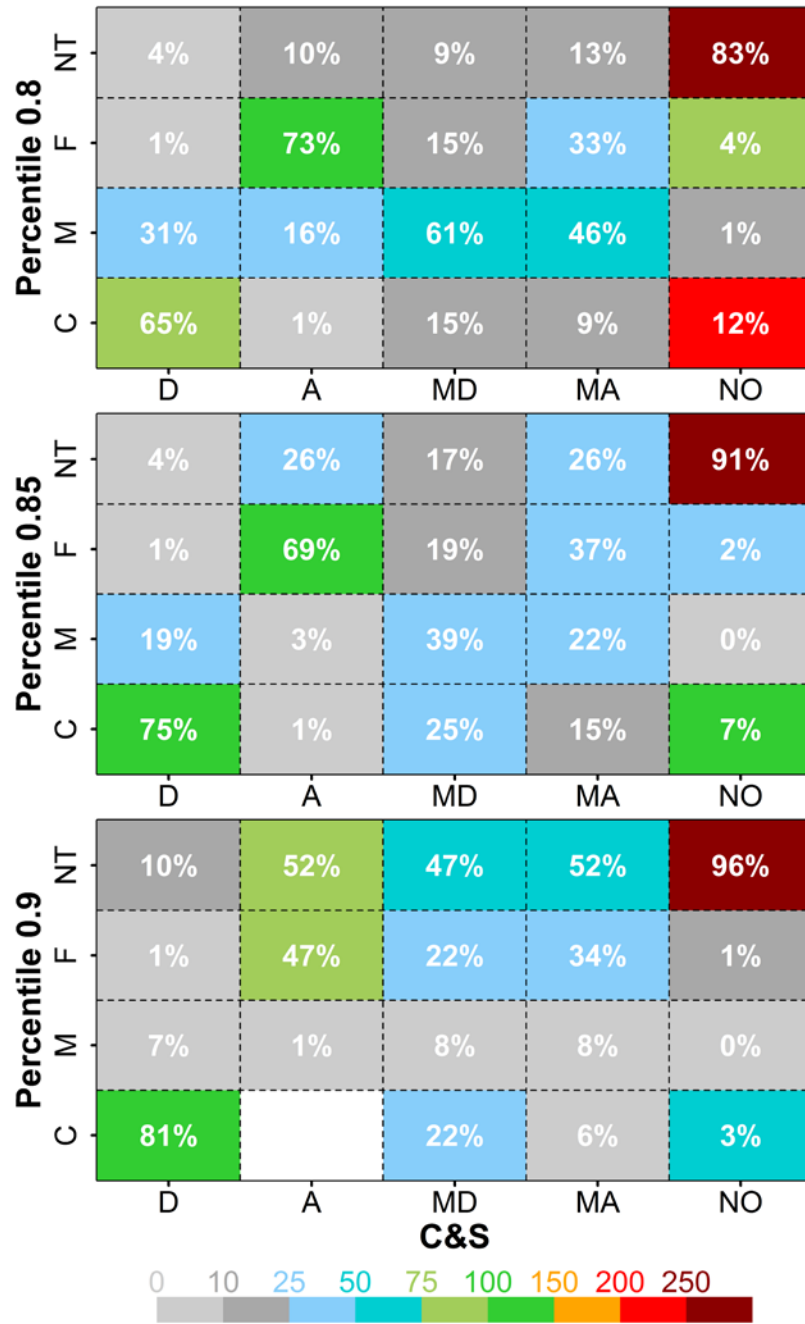 Percentile 0.8
NT 4% 10% 9% 13% 83%
F 1% 73% 15% 33% 4%
M 31% 16% 61% 46% 1%
C 65% 1% 15% 9% 12%
D A MD MA NO
Percentile 0.85
NT 4% 26% 17% 26% 91%
F 1% 69% 19% 37% 2%
M 19% 3% 39% 22% 0%
C 75% 1% 25% 15% 7%
D A MD MA NO
Percentile 0.9
NT 10% 52% 47% 52% 96%
F 1% 47% 22% 34% 1%
M 7% 1% 8% 8% 0%
C 81% 22% 6% 3%
D A MD MA NO
C&S
0 10 25 50 75 100 150 200 250